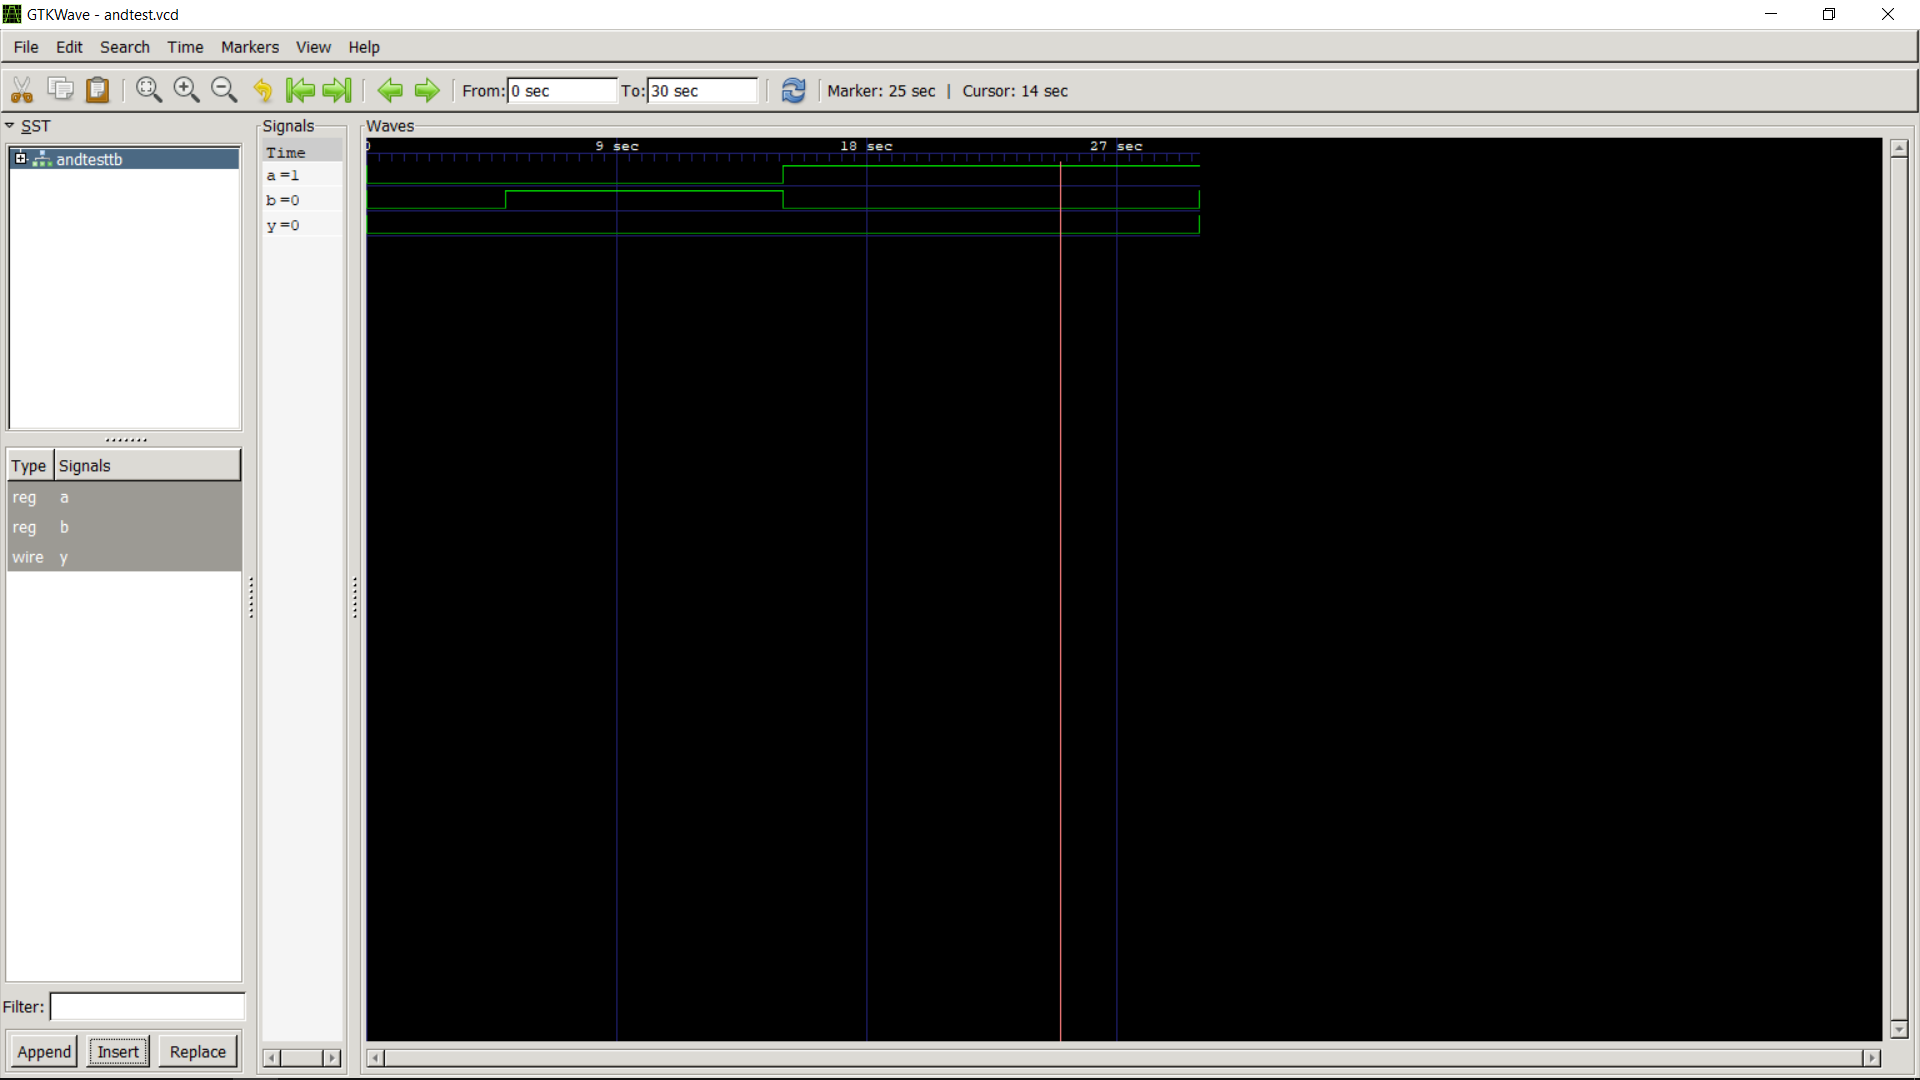 GTKWave - andtest.vcd
File Edit Search Time Markers View Help
From: 0 sec To: 30 sec Marker: 25 sec | Cursor: 14 sec
SST
andtesttb
Type Signals
reg a
reg b
wire y
Filter:
Append Insert Replace
Signals
Time
a =1
b =0
y =0
Waves
0 9 sec 18 sec 27 sec